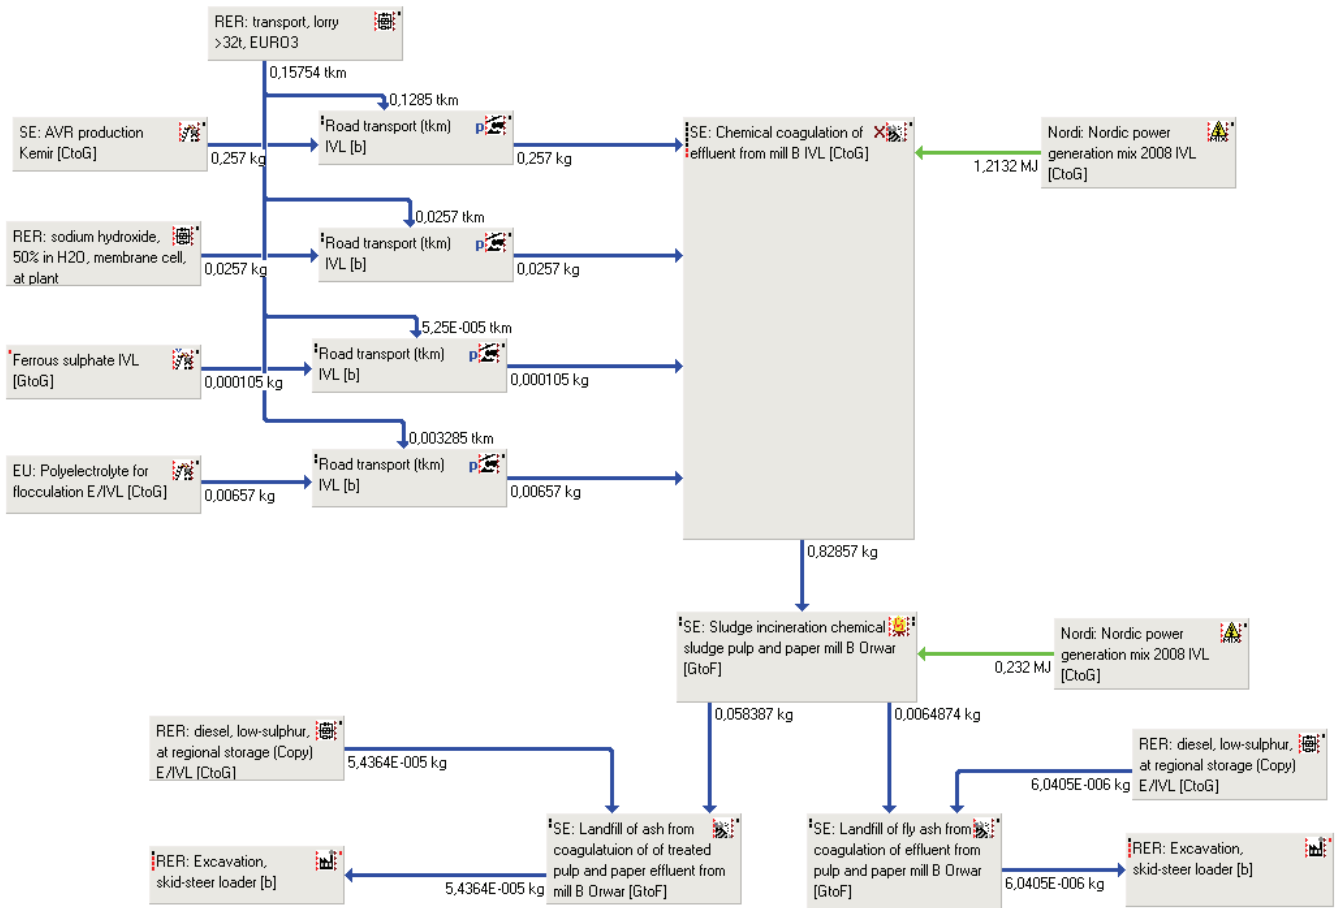 RER: transport, lorry
>32t, EURO3
0,15754 tkm
0,1285 tkm
SE: AVR production
Kemir [CtoG]
0,257 kg
Road transport (tkm)
IVL [b]
p
0,257 kg
SE: Chemical coagulation of
effluent from mill B IVL [CtoG]
Nordi: Nordic power
generation mix 2008 IVL
[CtoG]
1,2132 MJ
0,0257 tkm
RER: sodium hydroxide,
50% in H2O, membrane cell,
at plant
0,0257 kg
Road transport (tkm)
IVL [b]
p
0,0257 kg
5,25E-005 tkm
Ferrous sulphate IVL
[GtoG]
0,000105 kg
Road transport (tkm)
IVL [b]
p
0,000105 kg
0,003285 tkm
EU: Polyelectrolyte for
flocculation E/IVL [CtoG]
0,00657 kg
Road transport (tkm)
IVL [b]
p
0,00657 kg
0,82857 kg
SE: Sludge incineration chemical
sludge pulp and paper mill B Orwar
[GtoF]
Nordi: Nordic power
generation mix 2008 IVL
[CtoG]
0,232 MJ
0,058387 kg
0,0064874 kg
RER: diesel, low-sulphur,
at regional storage (Copy)
E/IVL [CtoG]
5,4364E-005 kg
RER: diesel, low-sulphur,
at regional storage (Copy)
E/IVL [CtoG]
6,0405E-006 kg
SE: Landfill of ash from
coagulatuion of of treated
pulp and paper effluent from
mill B Orwar [GtoF]
SE: Landfill of fly ash from
coagulation of effluent from
pulp and paper mill B Orwar
[GtoF]
RER: Excavation,
skid-steer loader [b]
5,4364E-005 kg
RER: Excavation,
skid-steer loader [b]
6,0405E-006 kg